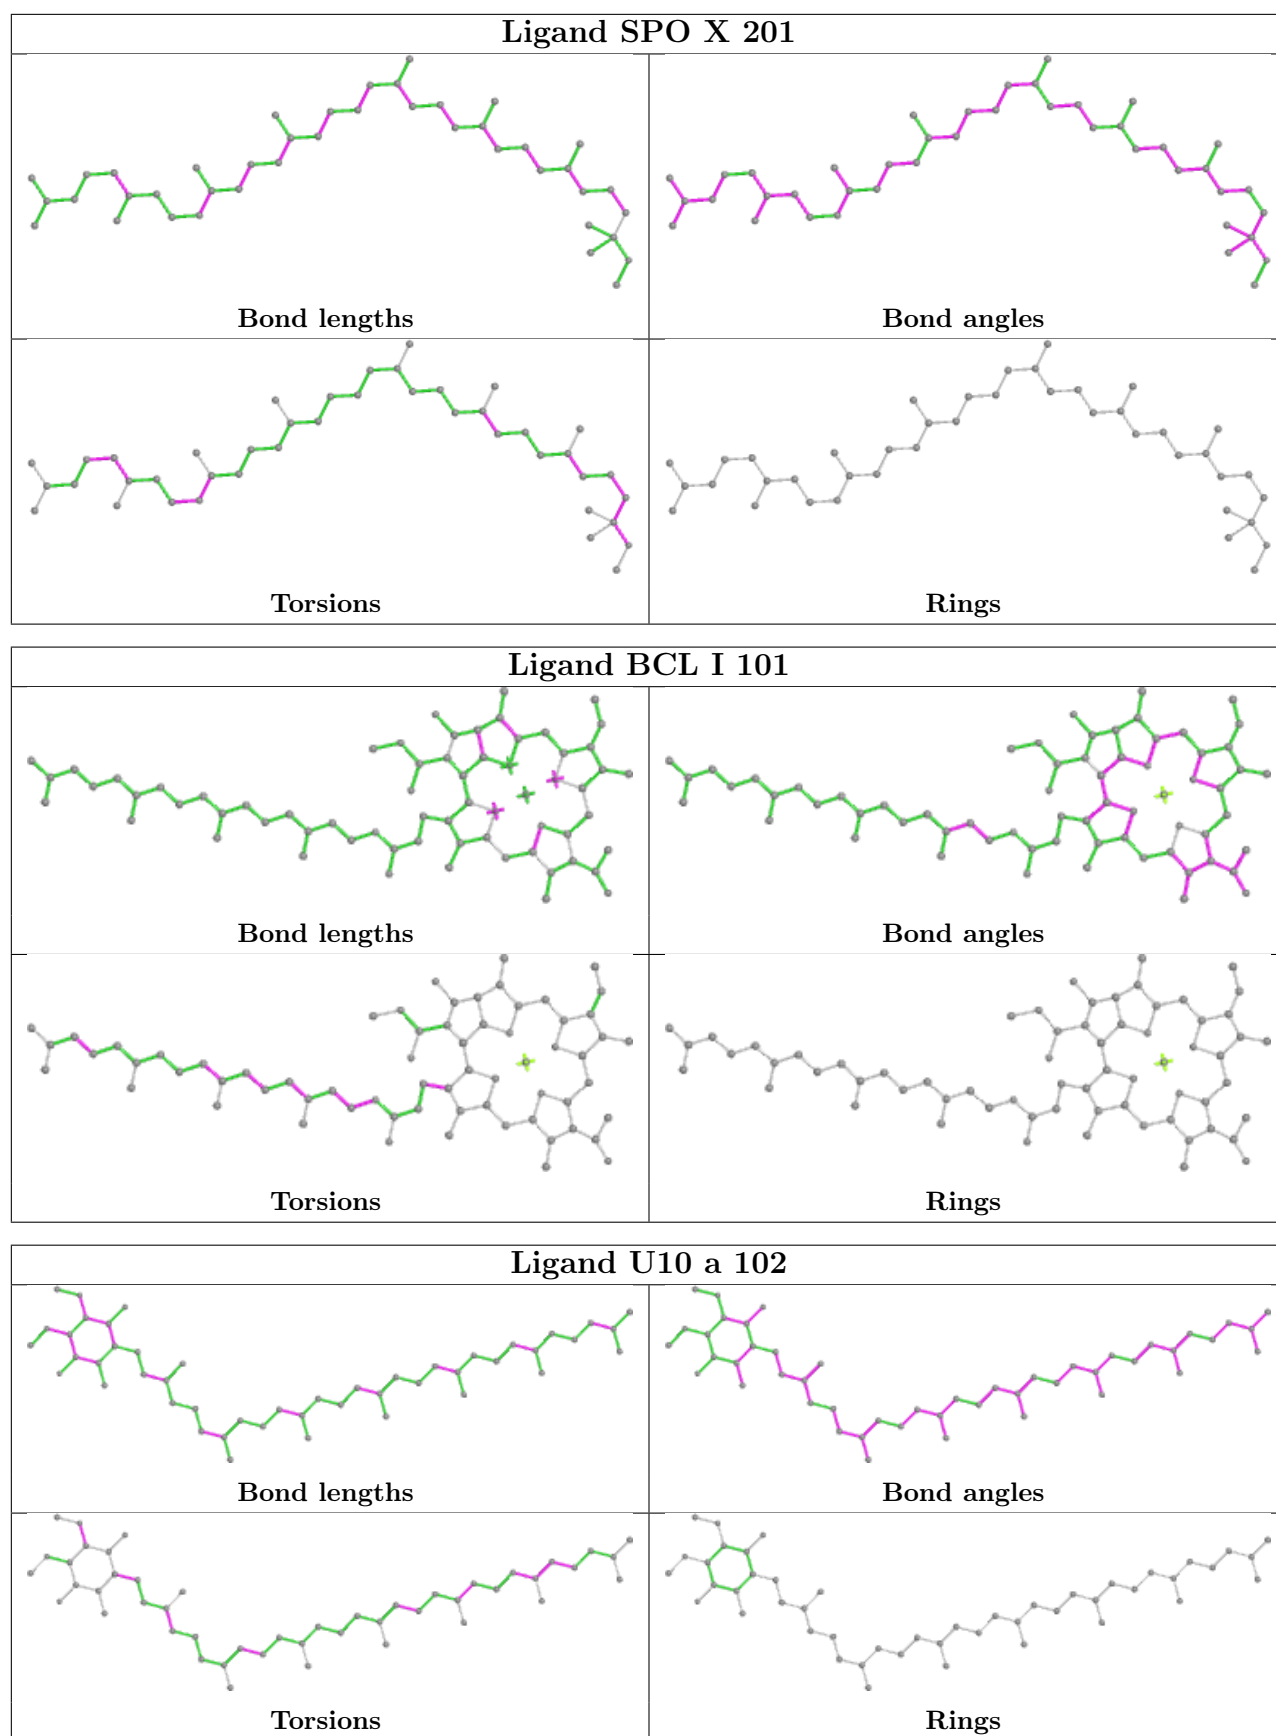 Ligand SPO X 201
Bond lengths
Bond angles
Torsions
Rings
Ligand BCL I 101
Bond lengths
Bond angles
Torsions
Rings
Ligand U10 a 102
Bond lengths
Bond angles
Torsions
Rings